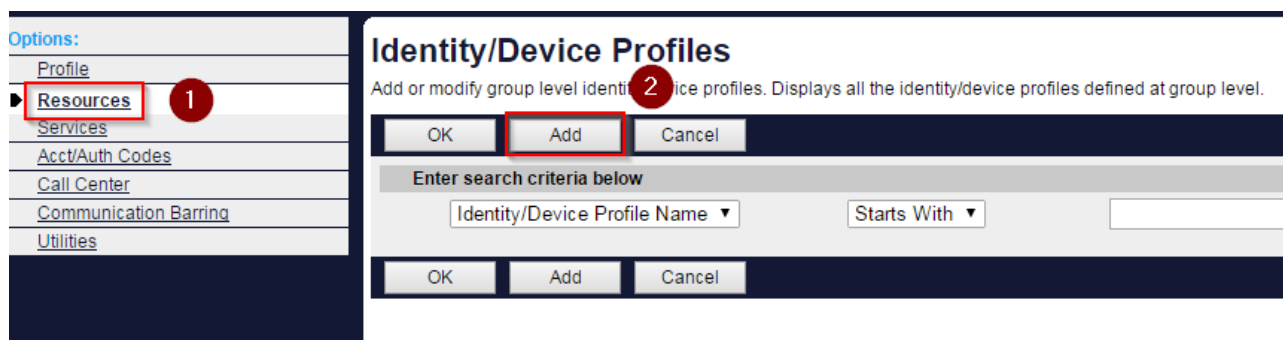 Options:
Profile
Resources
1
Services
Acct/Auth Codes
Call Center
Communication Barring
Utilities
Identity/Device Profiles
Add or modify group level identi 2 ice profiles. Displays all the identity/device profiles defined at group level.
OK Add Cancel
Enter search criteria below
Identity/Device Profile Name Starts With
OK Add Cancel